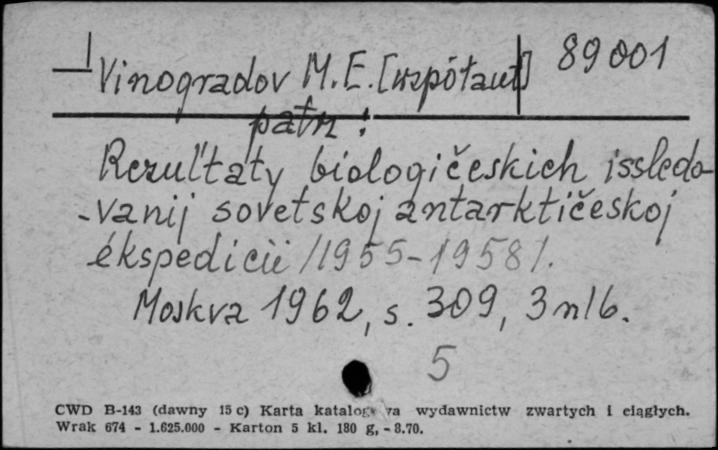 Vinogradov M.E. [współaut] 89001
patrz:
Rezul'taty biologičeskich issledo-
-vanij sovetskoj antarktičeskoj
ékspedicii /1955-1958/.
Moskva 1962, s. 309, 3 nlb.
5
CWD B-143 (dawny 15 c) Karta katalogowa wydawnictw zwartych i ciągłych.
Wrak 674 - 1.625.000 - Karton 5 kl. 180 g, - 8.70.